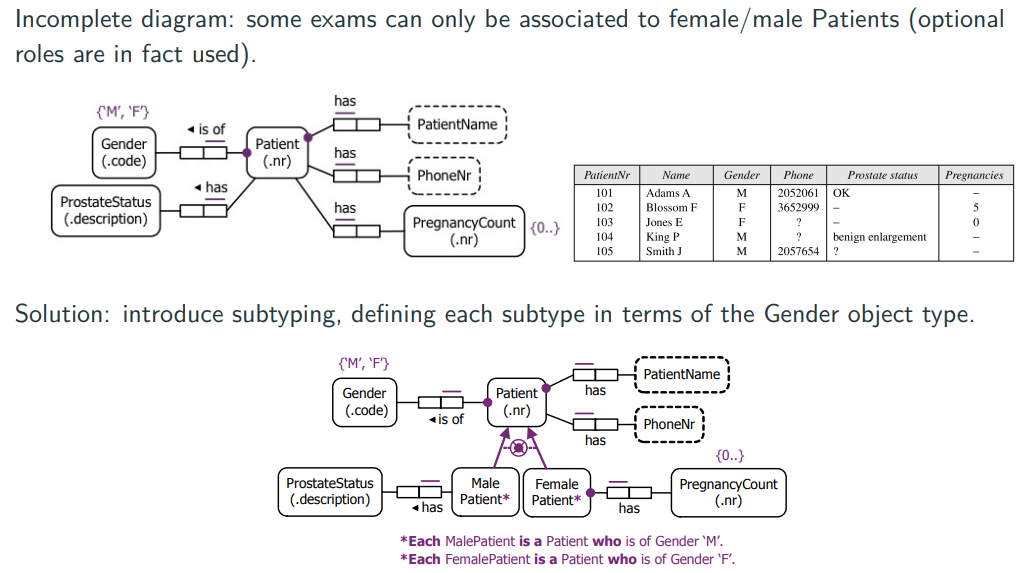 Incomplete diagram: some exams can only be associated to female/male Patients (optional
roles are in fact used).
{'M', 'F'}
Gender
(.code)
◂ is of
Patient
(.nr)
has
PatientName
has
PhoneNr
ProstateStatus
(.description)
◂ has
has
PregnancyCount
(.nr)
{0..}
PatientNr Name Gender Phone Prostate status Pregnancies
101 Adams A M 2052061 OK –
102 Blossom F F 3652999 – 5
103 Jones E F ? – 0
104 King P M ? benign enlargement –
105 Smith J M 2057654 ? –
Solution: introduce subtyping, defining each subtype in terms of the Gender object type.
{'M', 'F'}
Gender
(.code)
◂ is of
Patient
(.nr)
has
PatientName
has
PhoneNr
{0..}
ProstateStatus
(.description)
◂ has
Male
Patient*
Female
Patient*
has
PregnancyCount
(.nr)
*Each MalePatient is a Patient who is of Gender 'M'.
*Each FemalePatient is a Patient who is of Gender 'F'.